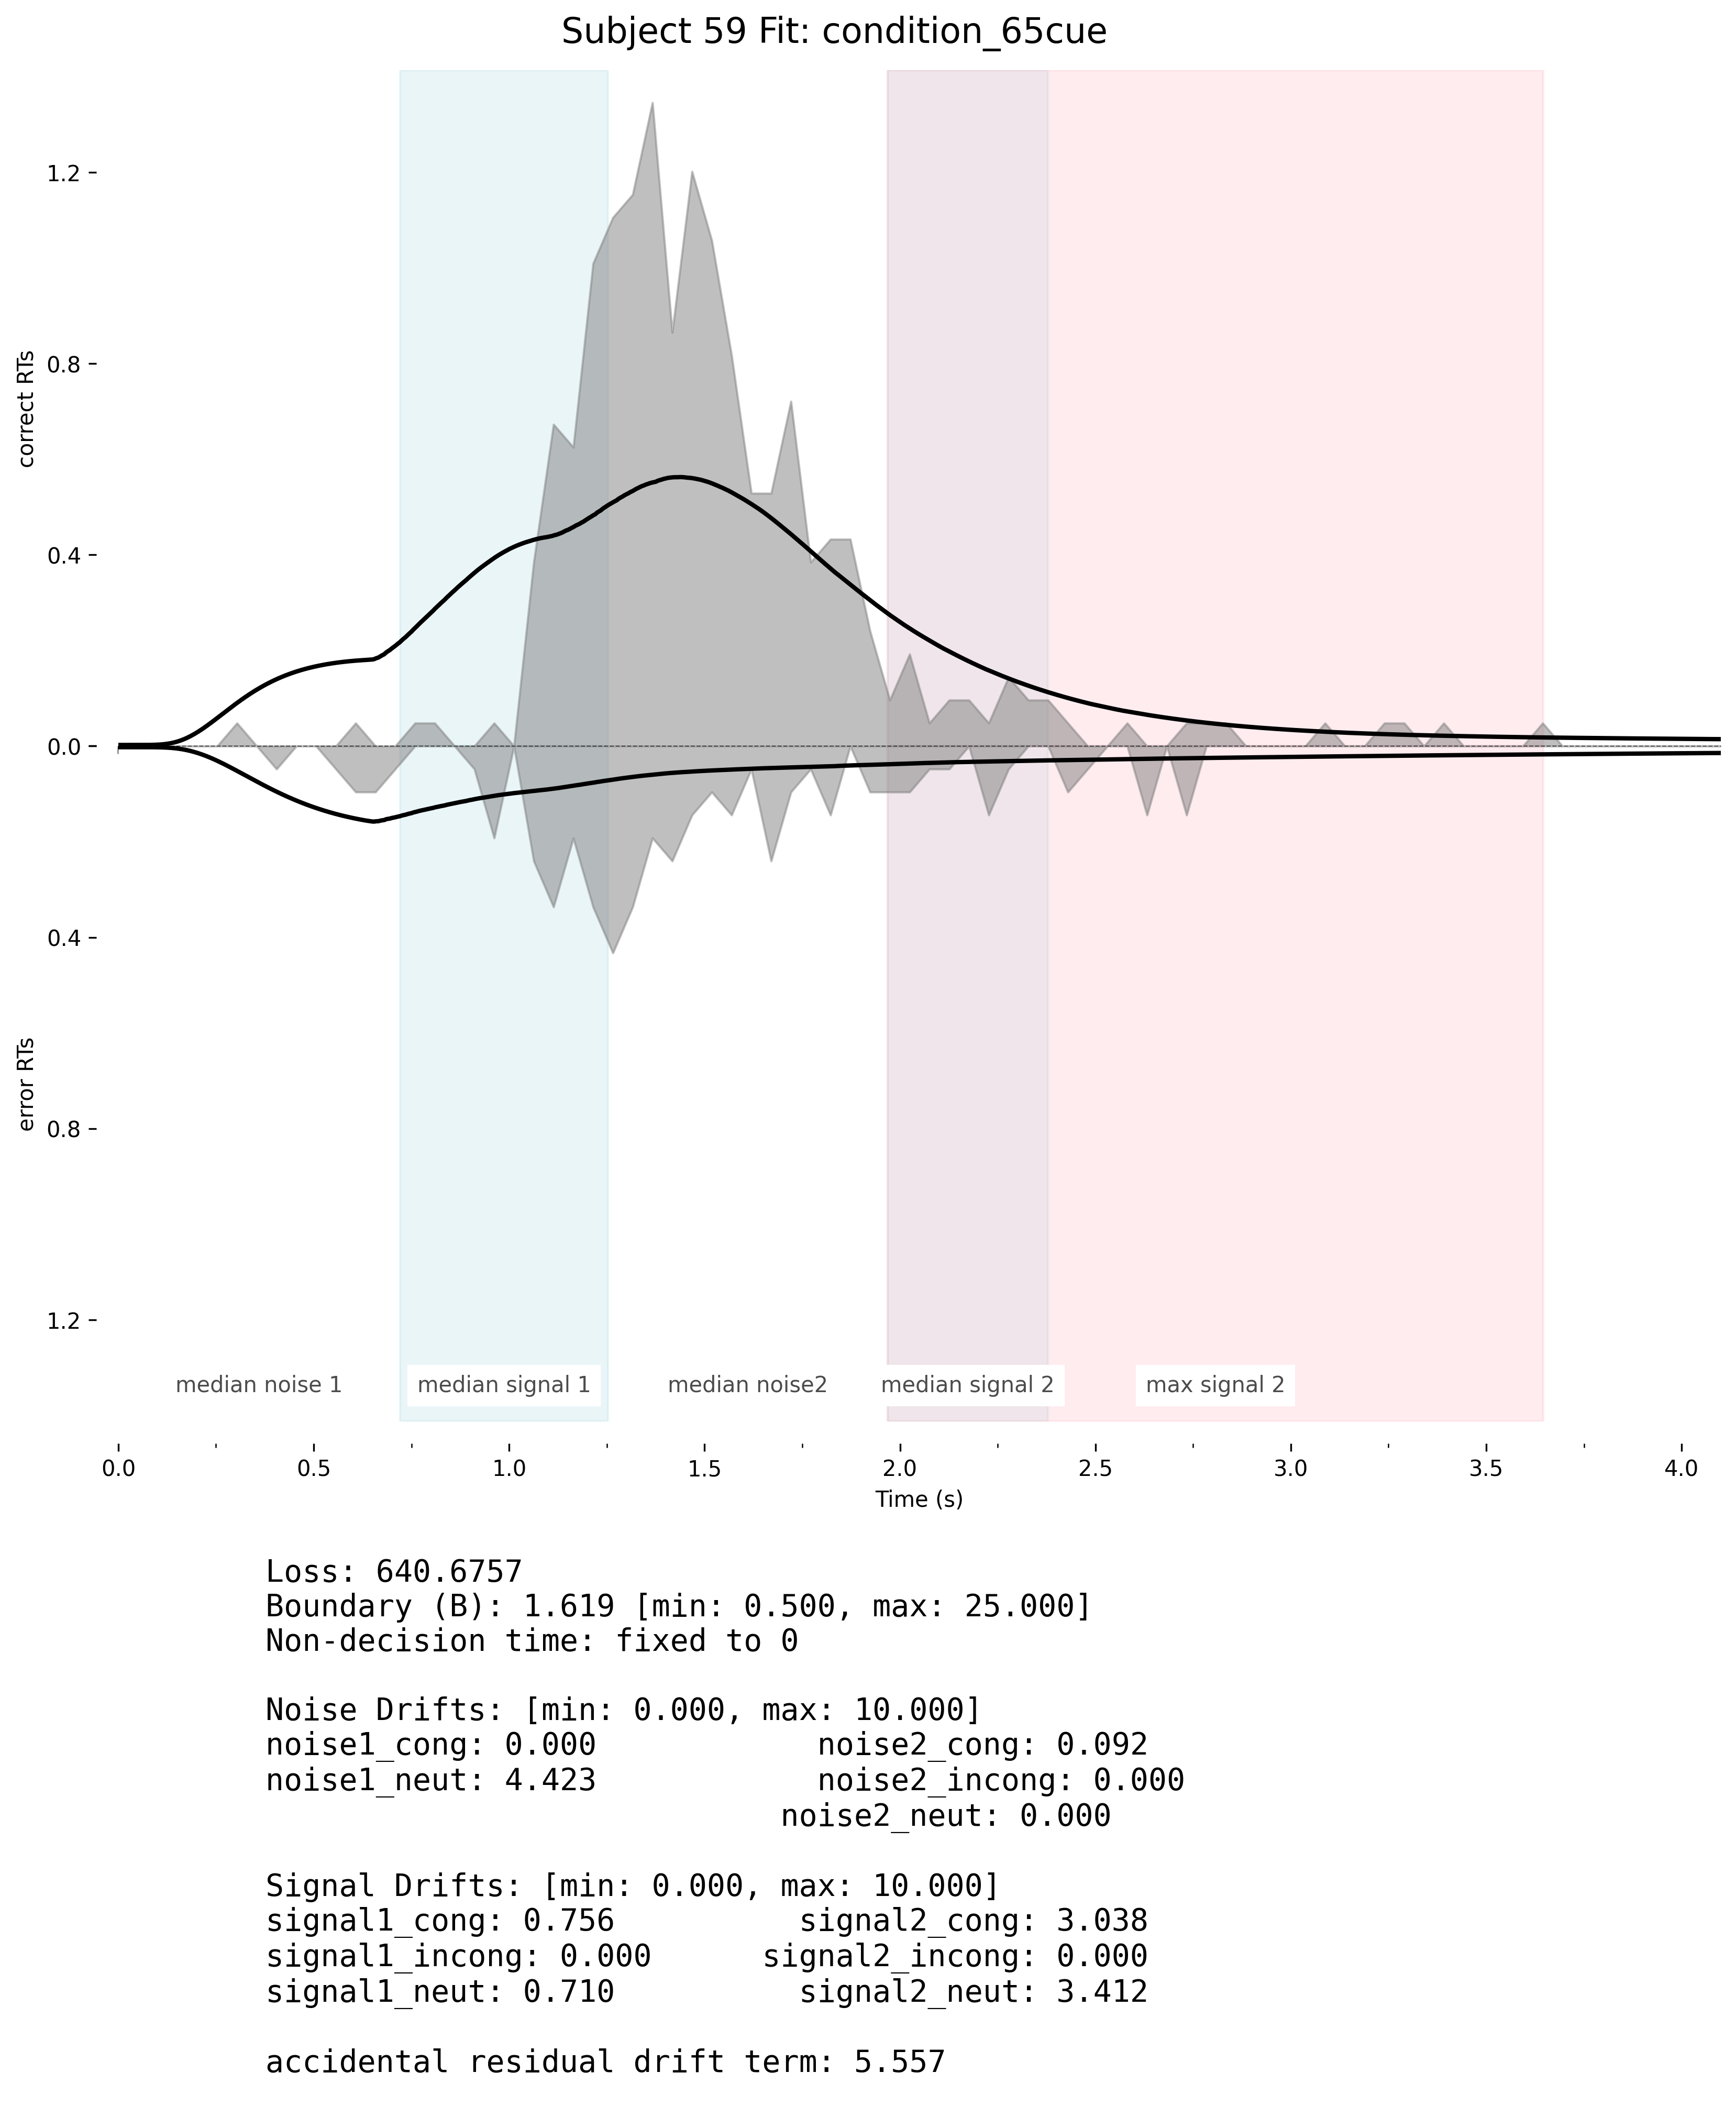 Subject 59 Fit: condition_65cue
1.2
0.8
correct RTs
0.4
0.0
0.4
error RTs
0.8
1.2
median noise 1
median signal 1
median noise2
median signal 2
max signal 2
0.0
0.5
1.0
1.5
2.0
2.5
3.0
3.5
4.0
Time (s)
Loss: 640.6757
Boundary (B): 1.619 [min: 0.500, max: 25.000]
Non-decision time: fixed to 0
Noise Drifts: [min: 0.000, max: 10.000]
noise1_cong: 0.000 noise2_cong: 0.092
noise1_neut: 4.423 noise2_incong: 0.000
noise2_neut: 0.000
Signal Drifts: [min: 0.000, max: 10.000]
signal1_cong: 0.756 signal2_cong: 3.038
signal1_incong: 0.000 signal2_incong: 0.000
signal1_neut: 0.710 signal2_neut: 3.412
accidental residual drift term: 5.557